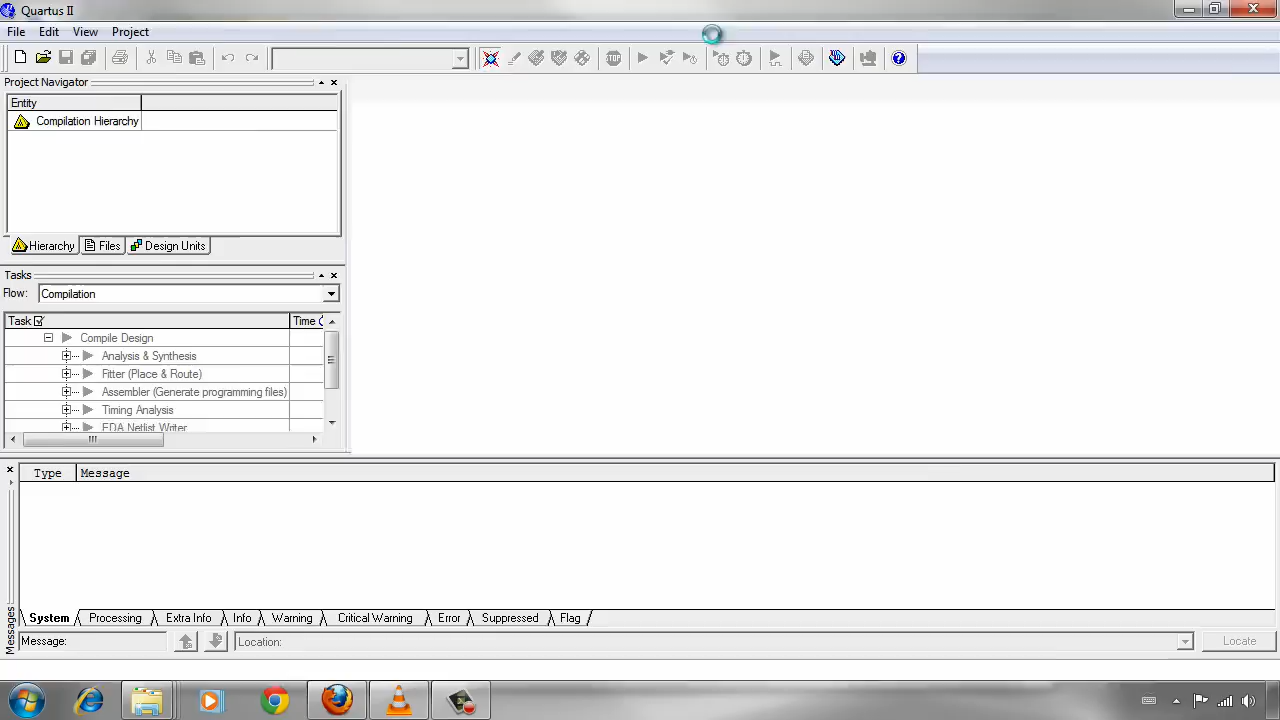 Quartus II
File Edit View Project
STOP
Project Navigator
Entity
Compilation Hierarchy
Hierarchy Files Design Units
Tasks
Flow: Compilation
Task Time
Compile Design
Analysis & Synthesis
Fitter (Place & Route)
Assembler (Generate programming files)
Timing Analysis
EDA Netlist Writer
Type Message
System Processing Extra Info Info Warning Critical Warning Error Suppressed Flag
Messages
Message: Location: Locate